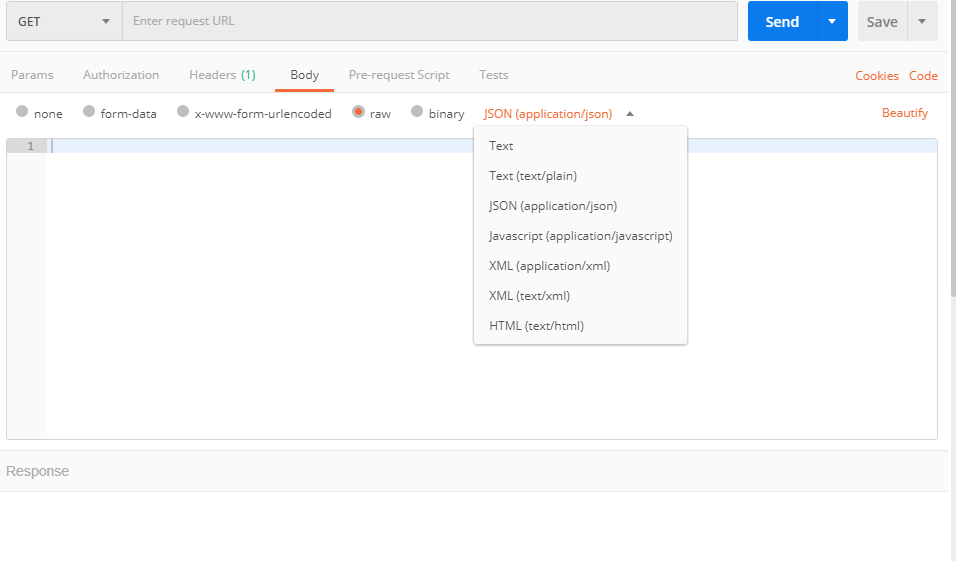 GET Enter request URL Send Save
Params Authorization Headers (1) Body Pre-request Script Tests Cookies Code
none form-data x-www-form-urlencoded raw binary JSON (application/json) Beautify
1
Text
Text (text/plain)
JSON (application/json)
Javascript (application/javascript)
XML (application/xml)
XML (text/xml)
HTML (text/html)
Response